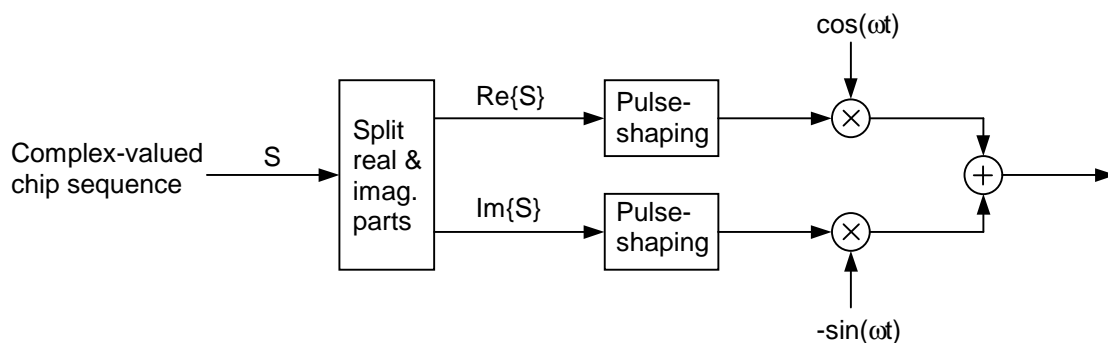 cos(ωt)
Complex-valued
chip sequence
S
Split
real &
imag.
parts
Re{S}
Pulse-
shaping
Im{S}
Pulse-
shaping
-sin(ωt)